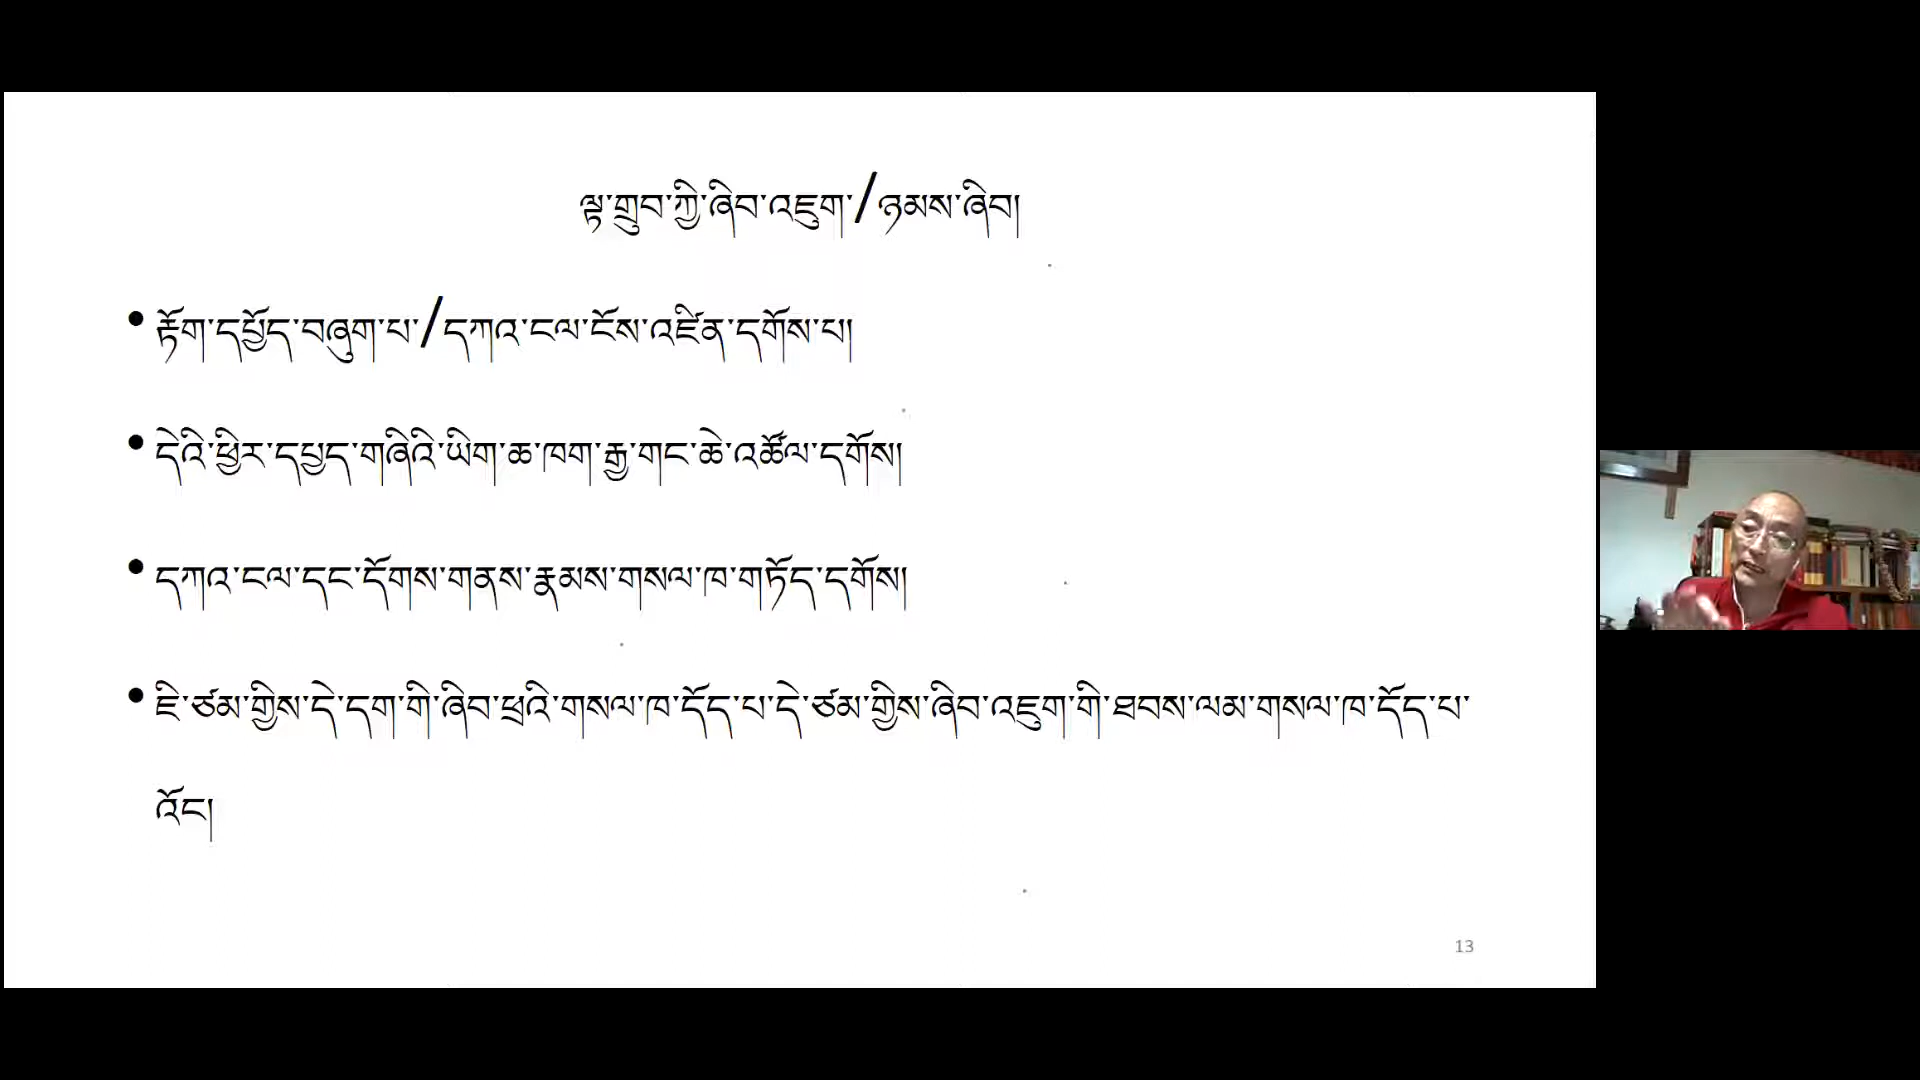 ལྟ་གྲུབ་ཀྱི་ཞིབ་འཇུག་/ཉམས་ཞིབ།
• རྟོག་དཔྱོད་བཞུག་པ་/དཀའ་ངལ་ངོས་འཛིན་དགོས་པ།
• དེའི་ཕྱིར་དཔྱད་གཞིའི་ཡིག་ཆ་ཁག་རྒྱ་གང་ཆེ་འཚོལ་དགོས།
• དཀའ་ངལ་དང་དོགས་གནས་རྣམས་གསལ་ཁ་གཏོད་དགོས།
• ཇི་ཙམ་གྱིས་དེ་དག་གི་ཞིབ་ཕྲའི་གསལ་ཁ་དོད་པ་དེ་ཙམ་གྱིས་ཞིབ་འཇུག་གི་ཐབས་ལམ་གསལ་ཁ་དོད་པ་
འོང།
13